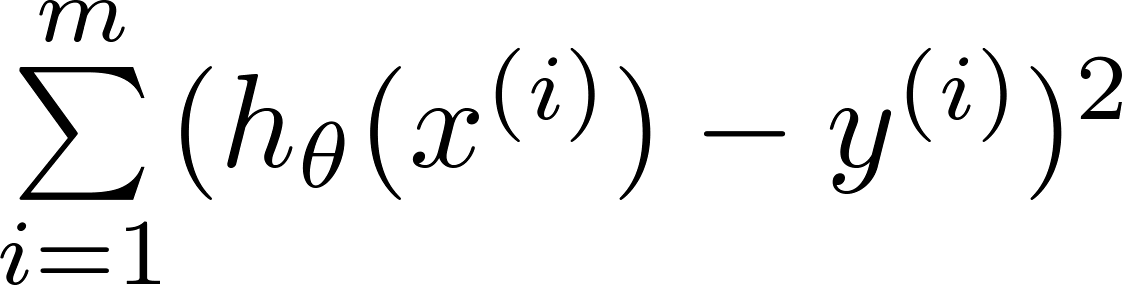 \sum_{i=1}^{m} (h_\theta(x^{(i)}) - y^{(i)})^2